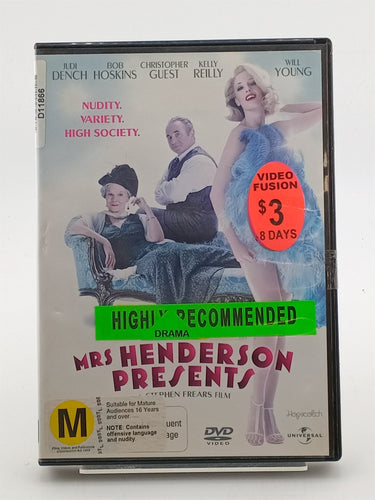 JUDI BOB CHRISTOPHER KELLY WILL
DENCH HOSKINS GUEST REILLY YOUNG
D11866
NUDITY.
VARIETY.
HIGH SOCIETY.
VIDEO
FUSION
$3
8 DAYS
HIGHLY RECOMMENDED
DRAMA
MRS HENDERSON
PRESENTS
STEPHEN FREARS FILM
M
Suitable for Mature
Audiences 16 Years
and over.
NOTE: Contains
offensive language
and nudity.
DVD
VIDEO
UNIVERSAL